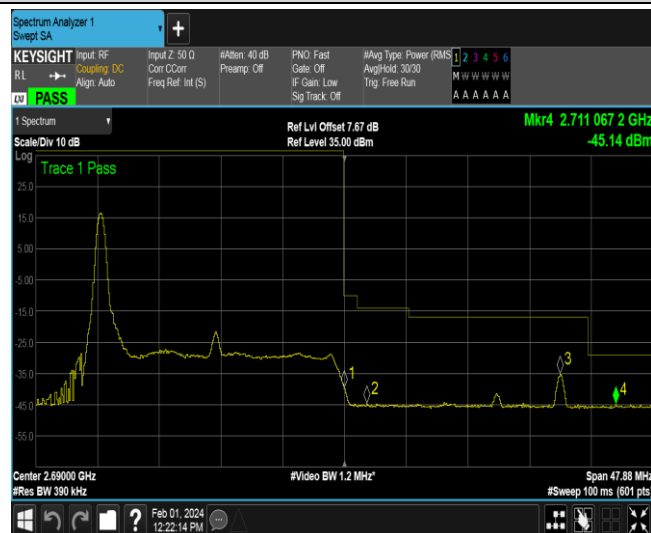 Spectrum Analyzer 1
Swept SA
+
KEYSIGHT
RL
LXI PASS
Input: RF
Coupling: DC
Align: Auto
Input Z: 50 Ω
Corr CCorr
Freq Ref: Int (S)
#Atten: 40 dB
Preamp: Off
PNO: Fast
Gate: Off
IF Gain: Low
Sig Track: Off
#Avg Type: Power (RMS
Avg|Hold: 30/30
Trig: Free Run
1 2 3 4 5 6
M W W W W W
A A A A A A
1 Spectrum
Scale/Div 10 dB
Ref Lvl Offset 7.67 dB
Ref Level 35.00 dBm
Mkr4 2.711 067 2 GHz
-45.14 dBm
Log
Trace 1 Pass
25.0
15.0
5.00
-5.00
-15.0
-25.0
-35.0
-45.0
-55.0
1
2
3
4
Center 2.69000 GHz
#Res BW 390 kHz
#Video BW 1.2 MHz*
Span 47.88 MHz
#Sweep 100 ms (601 pts)
?
Feb 01, 2024
12:22:14 PM